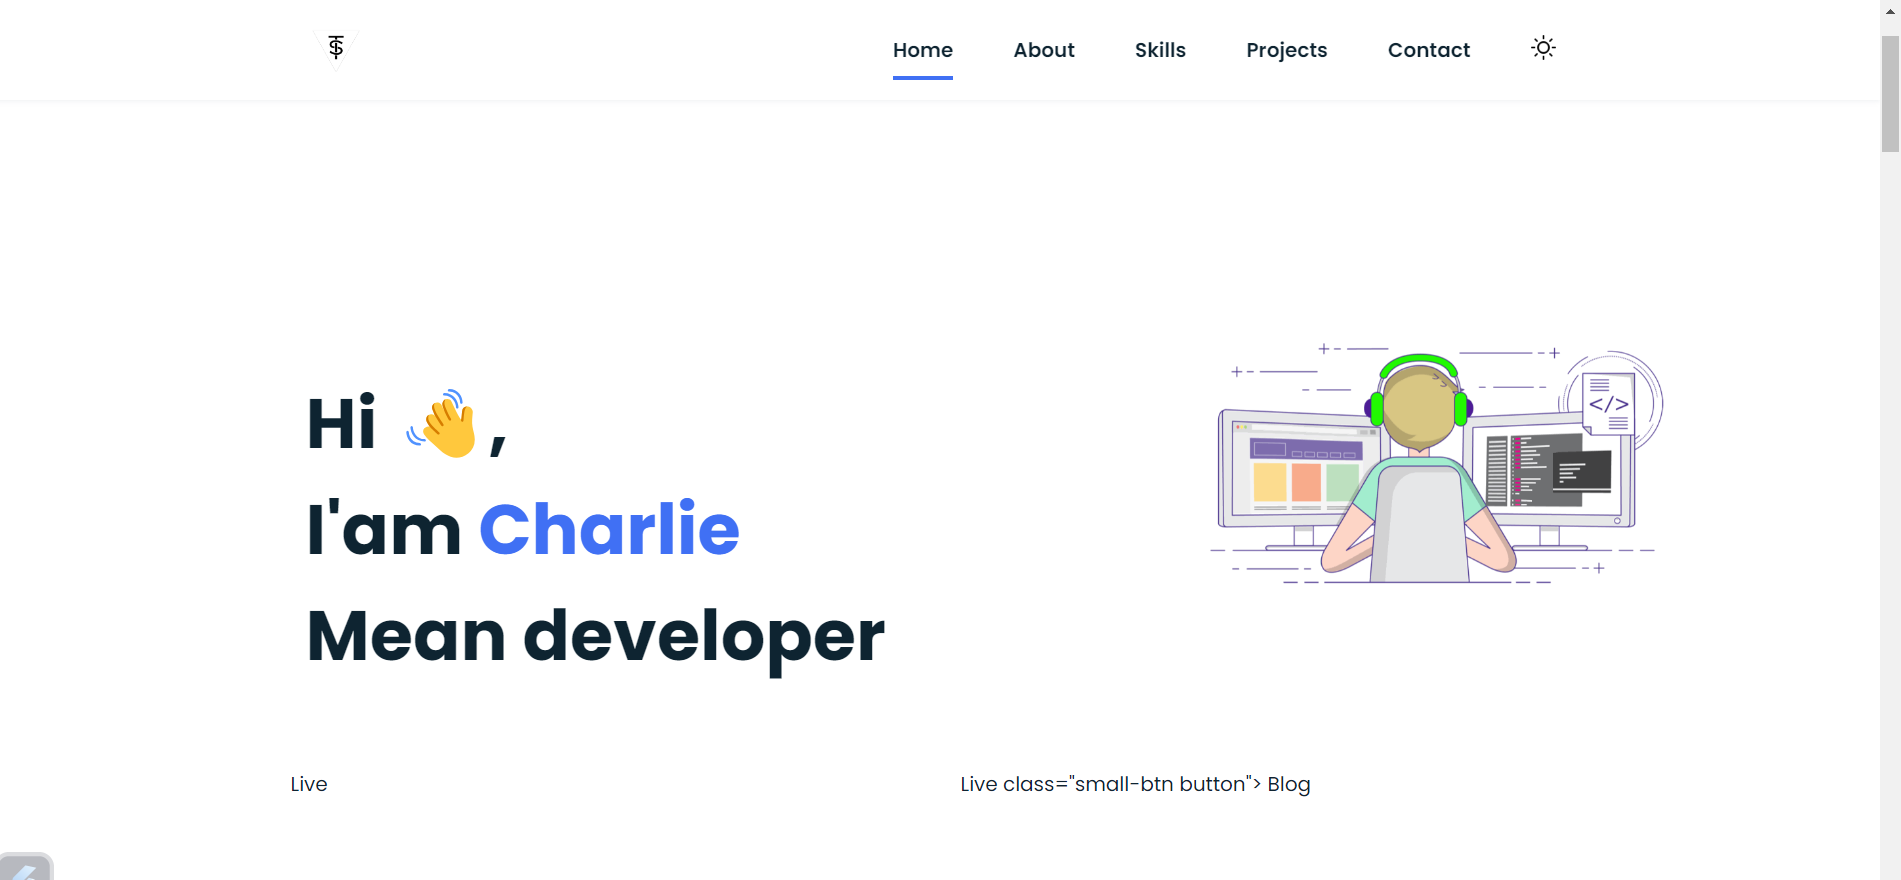 Home About Skills Projects Contact
Hi 👋,
I'am Charlie
Mean developer
</>
Live
Live class="small-btn button"> Blog